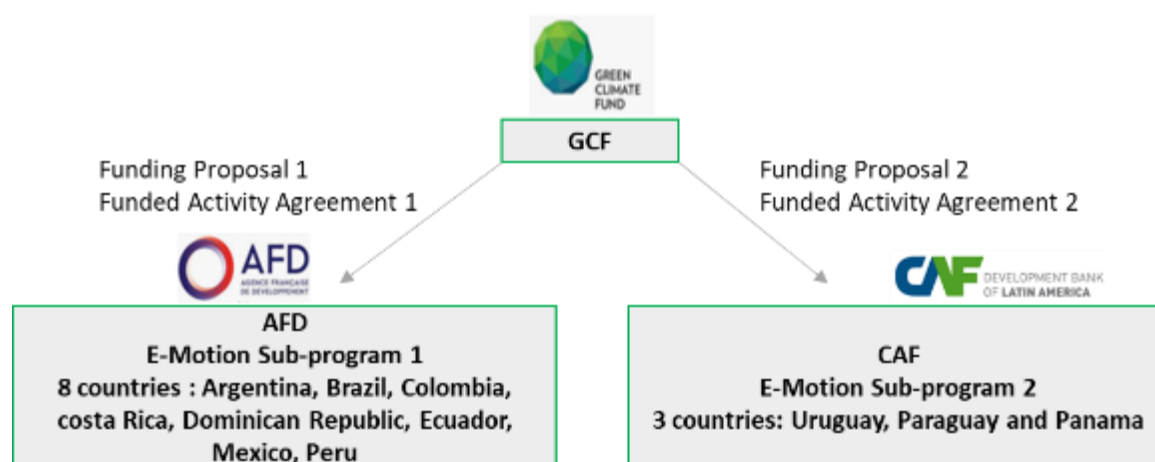 GREEN
CLIMATE
FUND
GCF
Funding Proposal 1
Funded Activity Agreement 1
Funding Proposal 2
Funded Activity Agreement 2
AFD
AGENCE FRANÇAISE
DE DÉVELOPPEMENT
CAF
DEVELOPMENT BANK
OF LATIN AMERICA
AFD
E-Motion Sub-program 1
8 countries : Argentina, Brazil, Colombia,
costa Rica, Dominican Republic, Ecuador,
Mexico, Peru
CAF
E-Motion Sub-program 2
3 countries: Uruguay, Paraguay and Panama